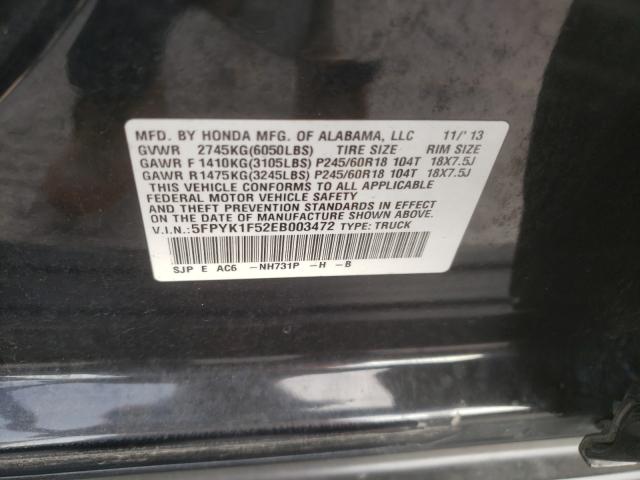 MFD. BY HONDA MFG. OF ALABAMA, LLC 11/'13
GVWR 2745KG(6050LBS) TIRE SIZE RIM SIZE
GAWR F 1410KG(3105LBS) P245/60R18 104T 18X7.5J
GAWR R1475KG(3245LBS) P245/60R18 104T 18X7.5J
THIS VEHICLE CONFORMS TO ALL APPLICABLE
FEDERAL MOTOR VEHICLE SAFETY
AND THEFT PREVENTION STANDARDS IN EFFECT ON
THE DATE OF MANUFACTURE SHOWN ABOVE.
V.I.N.:5FPYK1F52EB003472 TYPE: TRUCK
SJP E AC6 -NH731P -H -B